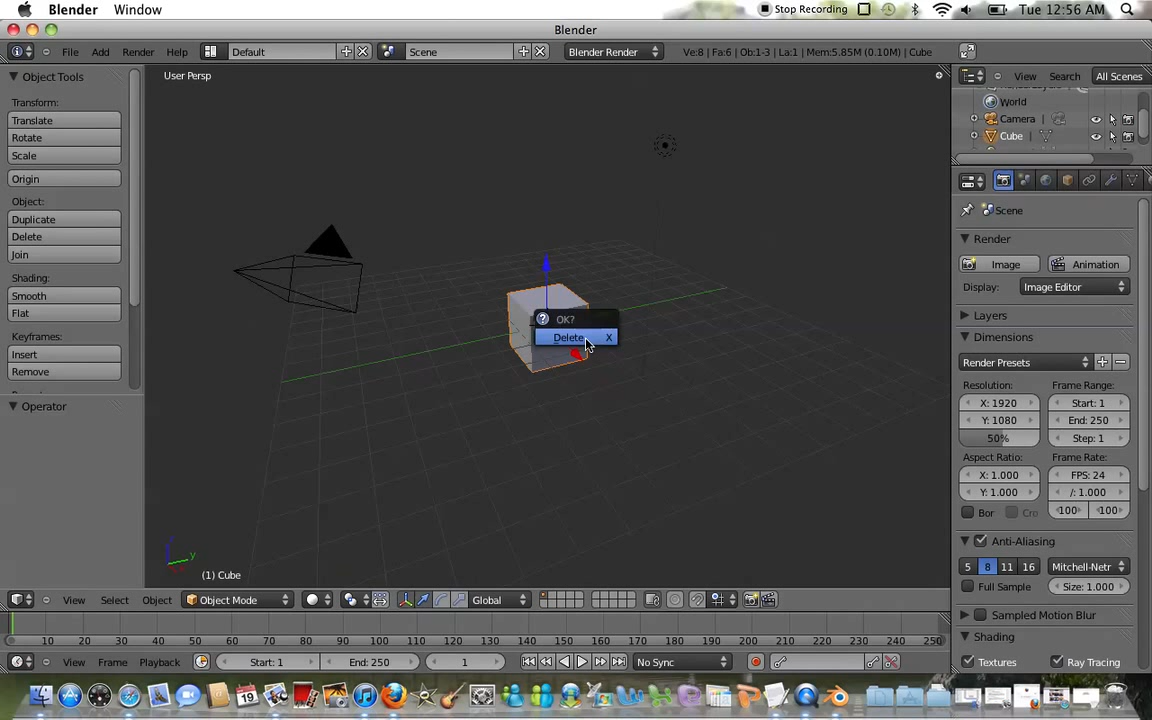 Blender Window Stop Recording Tue 12:56 AM
Blender
File Add Render Help Default Scene Blender Render Ve:8 | Fa:6 | Ob:1-3 | La:1 | Mem:5.85M (0.10M) | Cube
Object Tools
User Persp
View Search All Scenes
Transform:
Translate
Rotate
Scale
Origin
Object:
Duplicate
Delete
Join
Shading:
Smooth
Flat
Keyframes:
Insert
Remove
Operator
OK?
Delete X
z
y
(1) Cube
World
Camera
Cube
Scene
Render
Image Animation
Display: Image Editor
Layers
Dimensions
Render Presets
Resolution: Frame Range:
X: 1920 Start: 1
Y: 1080 End: 250
50% Step: 1
Aspect Ratio: Frame Rate:
X: 1.000 FPS: 24
Y: 1.000 /: 1.000
Bor Cro 100 100
Anti-Aliasing
5 8 11 16 Mitchell-Netr
Full Sample Size: 1.000
Sampled Motion Blur
Shading
Textures Ray Tracing
View Select Object Object Mode Global
10 20 30 40 50 60 70 80 90 100 110 120 130 140 150 160 170 180 190 200 210 220 230 240 250
View Frame Playback Start: 1 End: 250 1 No Sync
19